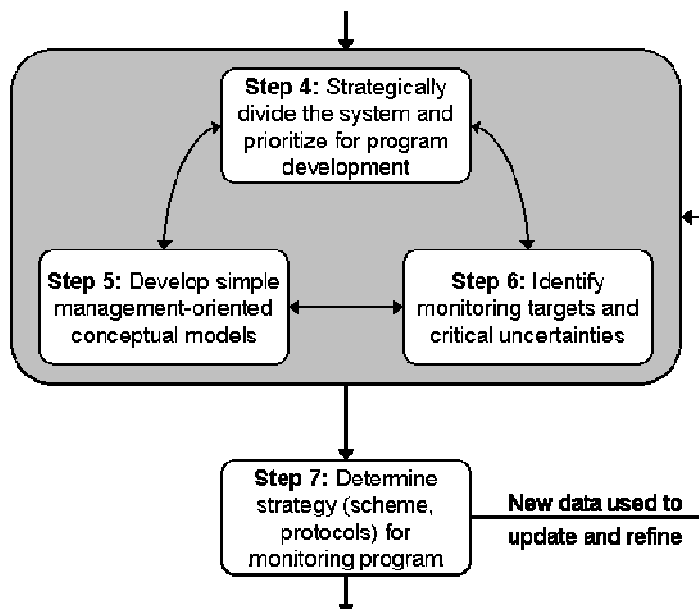 Step 4: Strategically
divide the system and
prioritize for program
development
Step 5: Develop simple
management-oriented
conceptual models
Step 6: Identify
monitoring targets and
critical uncertainties
Step 7: Determine
strategy (scheme,
protocols) for
monitoring program
New data used to
update and refine